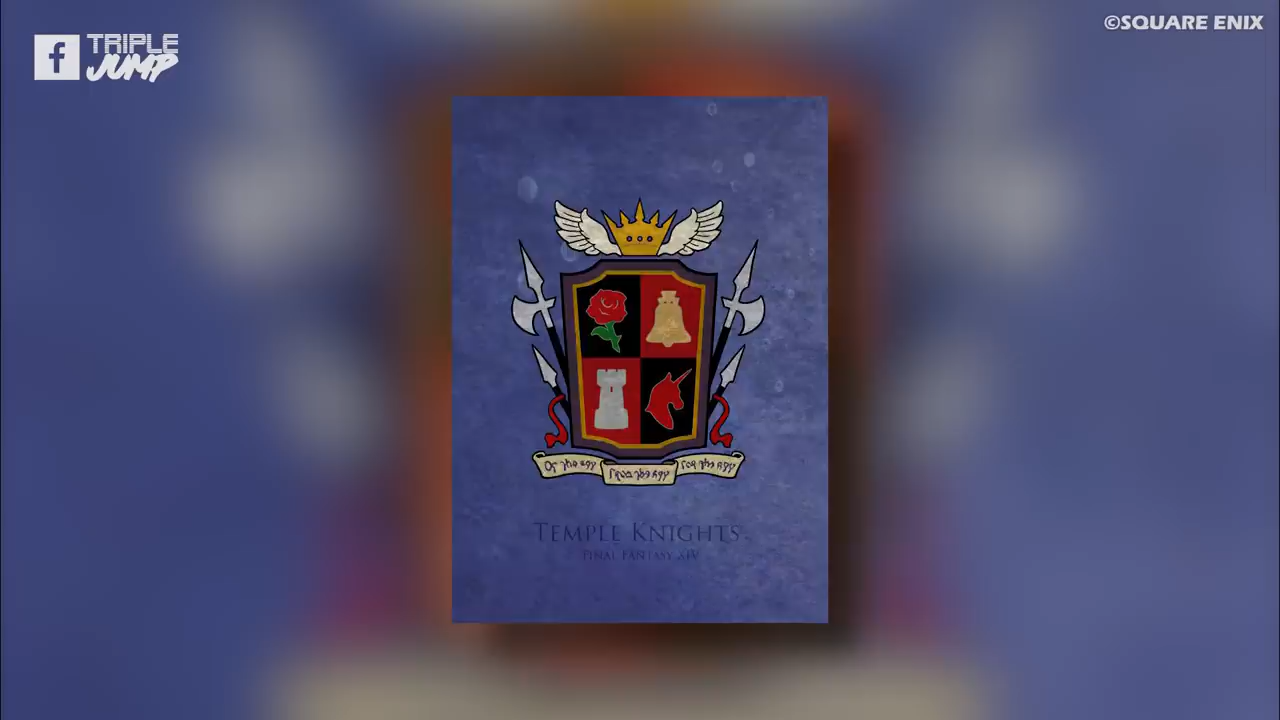 TRIPLE
JUMP
©SQUARE ENIX
TEMPLE KNIGHTS
FINAL FANTASY XIV